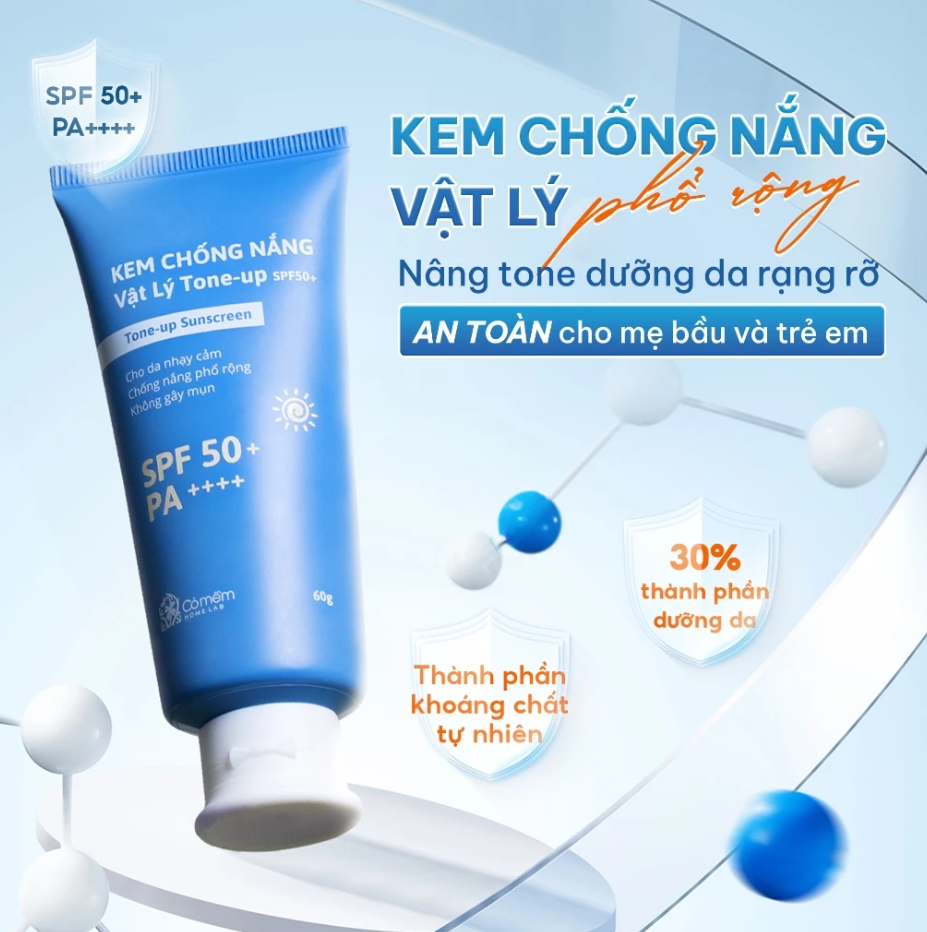 SPF 50+
PA++++
KEM CHỐNG NẮNG
VẬT LÝ phổ rộng
Nâng tone dưỡng da rạng rỡ
AN TOÀN cho mẹ bầu và trẻ em
KEM CHỐNG NẮNG
Vật Lý Tone-up SPF50+
Tone-up Sunscreen
Cho da nhạy cảm
Chống nắng phổ rộng
Không gây mụn
SPF 50+
PA ++++
Cỏ mềm
HOME LAB
60g
30%
thành phần
dưỡng da
Thành phần
khoáng chất
tự nhiên